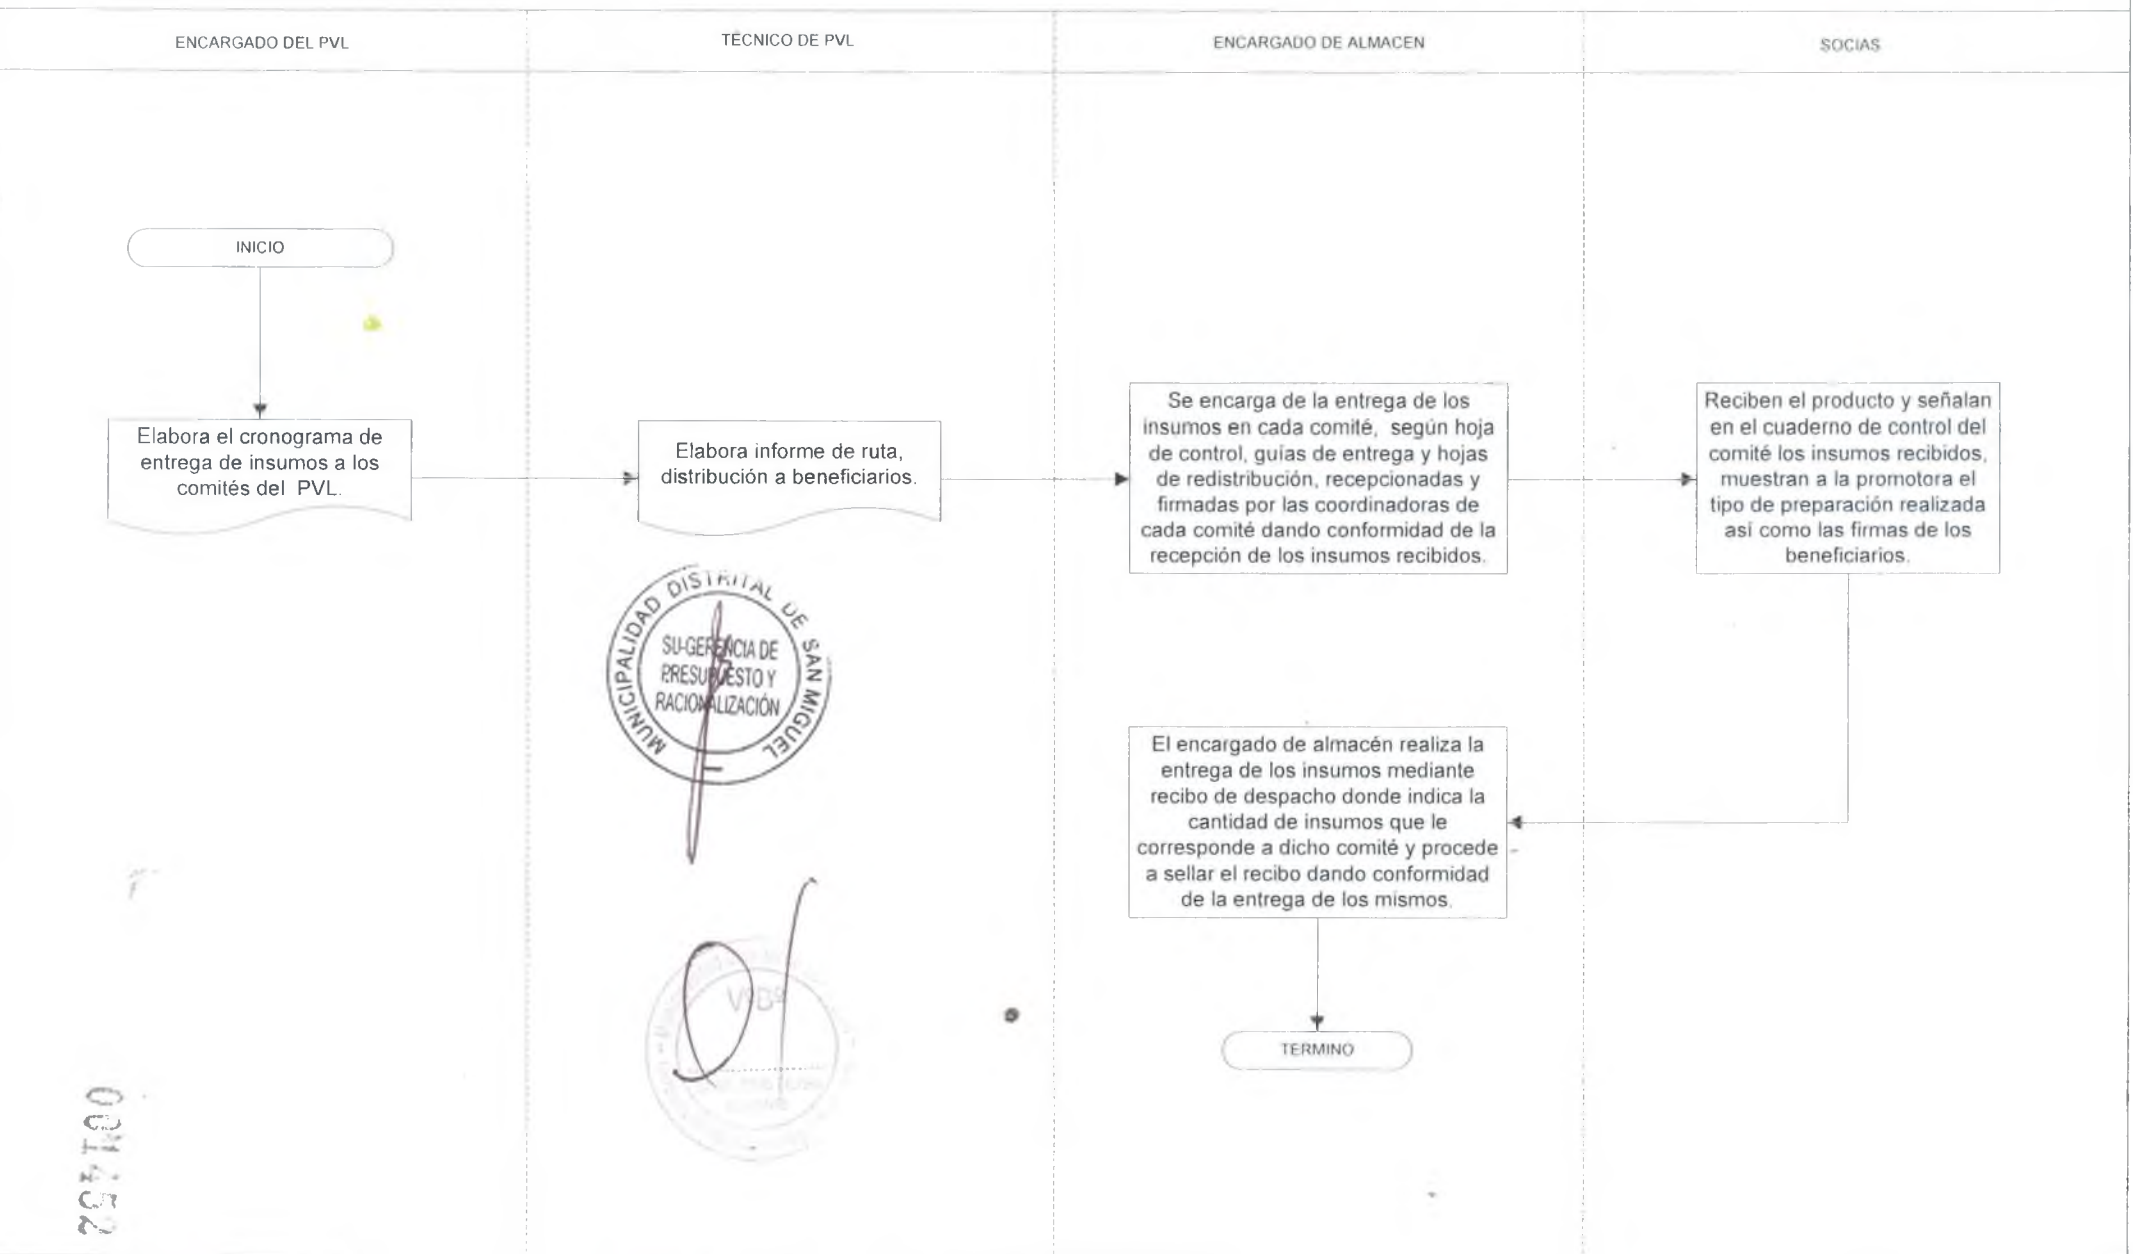 ENCARGADO DEL PVL
TÉCNICO DE PVL
ENCARGADO DE ALMACEN
SOCIAS
INICIO
Elabora el cronograma de
entrega de insumos a los
comités del PVL.
Elabora informe de ruta,
distribución a beneficiarios.
Se encarga de la entrega de los
insumos en cada comité, según hoja
de control, guías de entrega y hojas
de redistribución, recepcionadas y
firmadas por las coordinadoras de
cada comité dando conformidad de la
recepción de los insumos recibidos.
Reciben el producto y señalan
en el cuaderno de control del
comité los insumos recibidos,
muestran a la promotora el
tipo de preparación realizada
así como las firmas de los
beneficiarios.
MUNICIPALIDAD DISTRITAL DE SAN MIGUEL
SU-GERENCIA DE
PRESUPUESTO Y
RACIONALIZACIÓN
El encargado de almacén realiza la
entrega de los insumos mediante
recibo de despacho donde indica la
cantidad de insumos que le
corresponde a dicho comité y procede
a sellar el recibo dando conformidad
de la entrega de los mismos.
VºBº
TERMINO